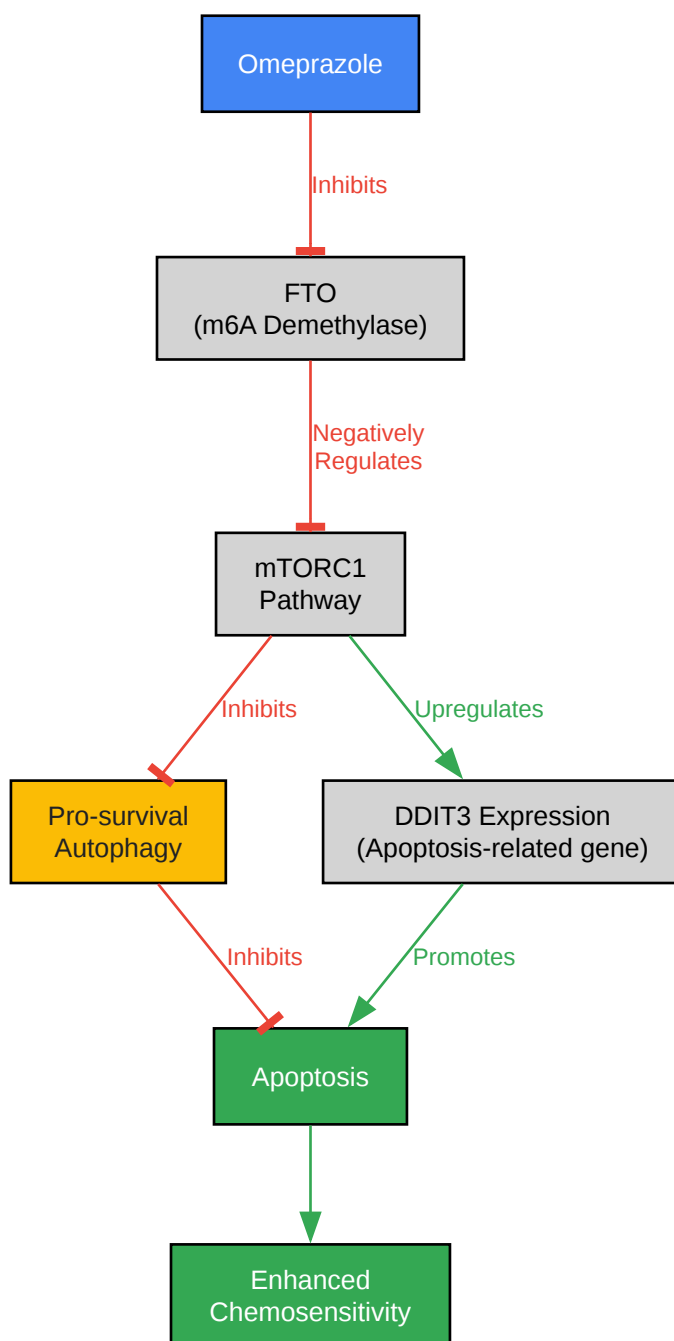 Omeprazole
Inhibits
FTO
(m6A Demethylase)
Negatively
Regulates
mTORC1
Pathway
Inhibits
Upregulates
Pro-survival
Autophagy
DDIT3 Expression
(Apoptosis-related gene)
Inhibits
Promotes
Apoptosis
Enhanced
Chemosensitivity